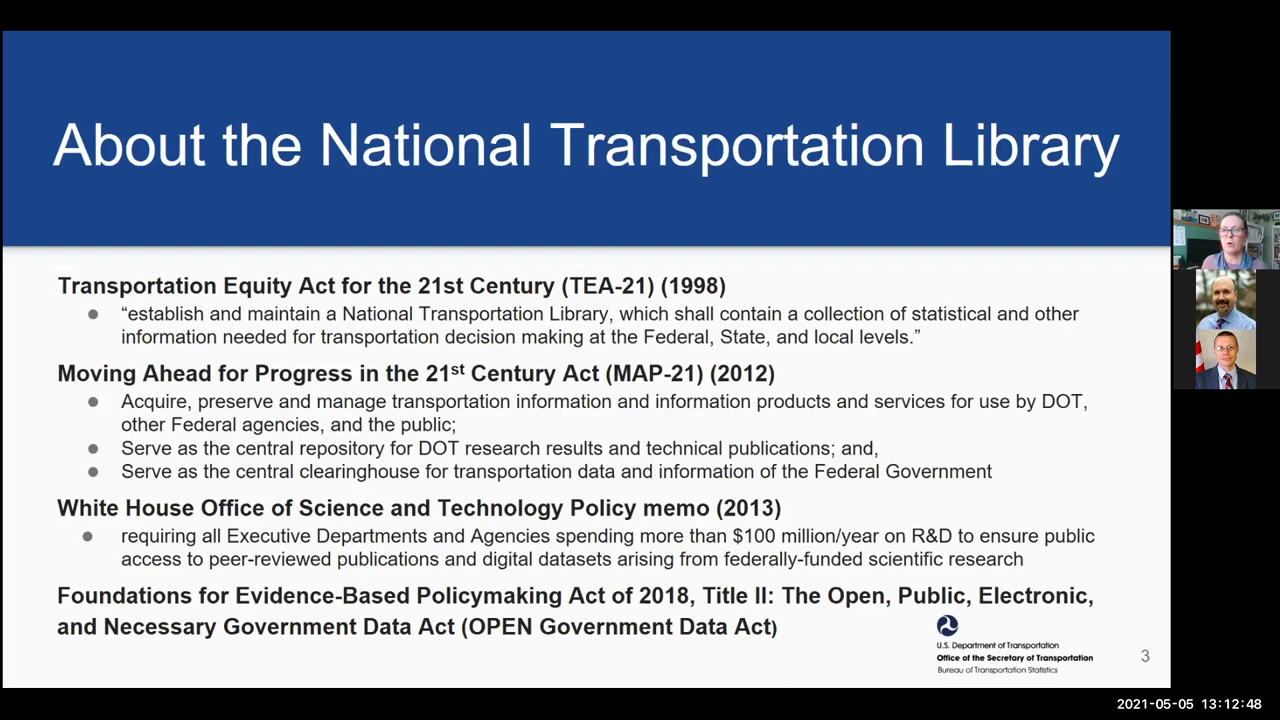 About the National Transportation Library
Transportation Equity Act for the 21st Century (TEA-21) (1998)
● “establish and maintain a National Transportation Library, which shall contain a collection of statistical and other
information needed for transportation decision making at the Federal, State, and local levels.”
Moving Ahead for Progress in the 21st Century Act (MAP-21) (2012)
● Acquire, preserve and manage transportation information and information products and services for use by DOT,
other Federal agencies, and the public;
● Serve as the central repository for DOT research results and technical publications; and,
● Serve as the central clearinghouse for transportation data and information of the Federal Government
White House Office of Science and Technology Policy memo (2013)
● requiring all Executive Departments and Agencies spending more than $100 million/year on R&D to ensure public
access to peer-reviewed publications and digital datasets arising from federally-funded scientific research
Foundations for Evidence-Based Policymaking Act of 2018, Title II: The Open, Public, Electronic,
and Necessary Government Data Act (OPEN Government Data Act)
U.S. Department of Transportation
Office of the Secretary of Transportation
Bureau of Transportation Statistics
3
2021-05-05 13:12:48